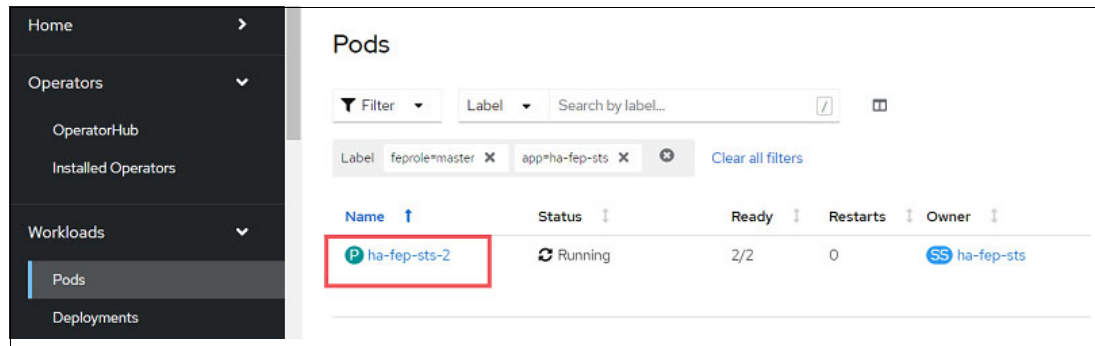 Home
Operators
OperatorHub
Installed Operators
Workloads
Pods
Deployments
Pods
Filter Label Search by label... /
Label feprole=master app=ha-fep-sts Clear all filters
Name Status Ready Restarts Owner
P ha-fep-sts-2 Running 2/2 0 SS ha-fep-sts